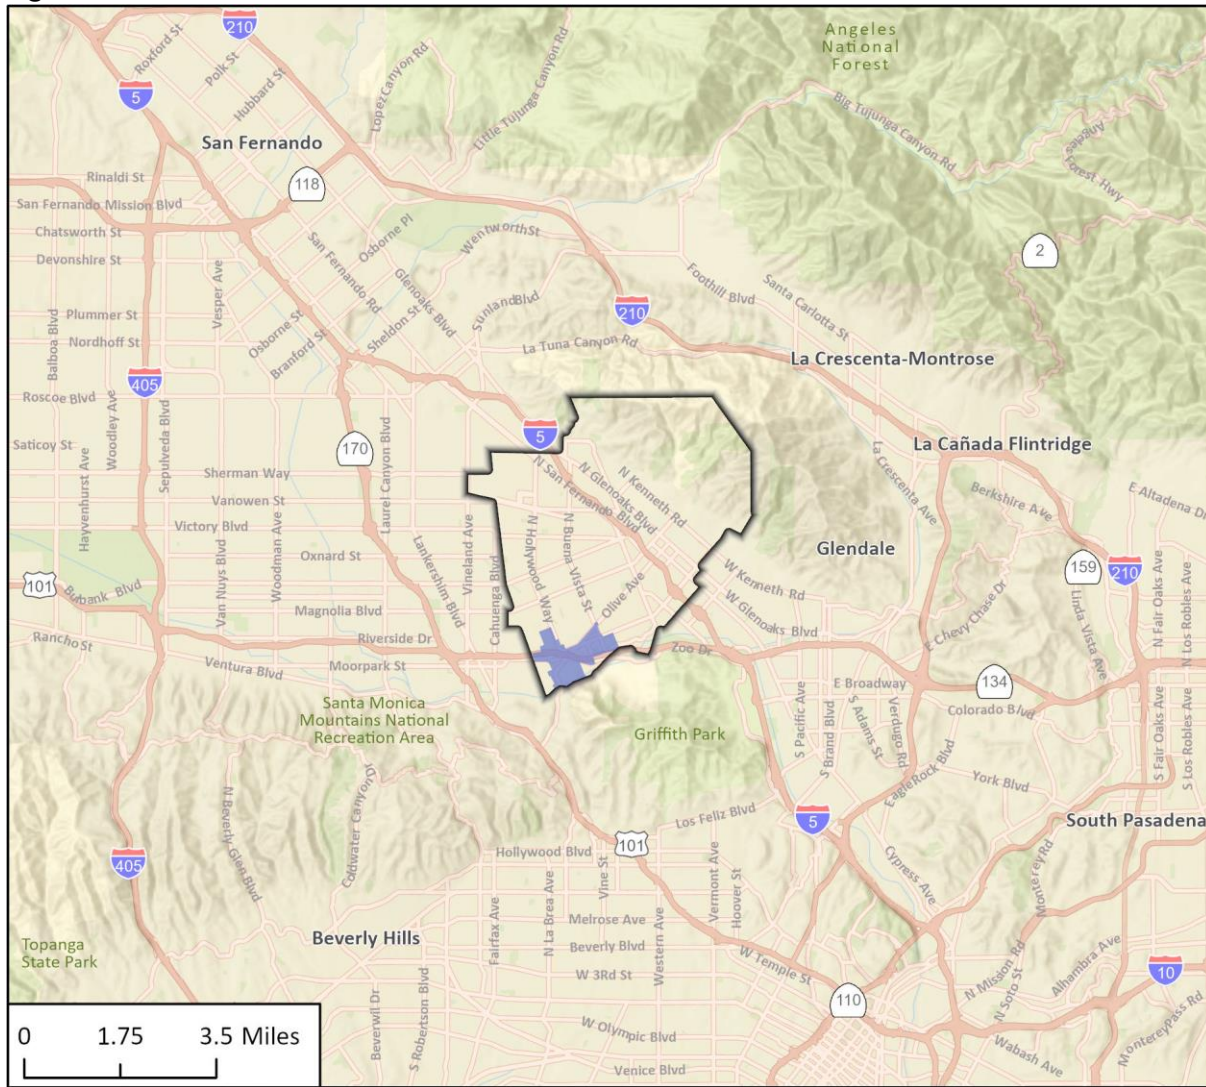 210
Roxford St
Polk St
Hubbard St
5
Lopez Canyon Rd
Little Tujunga Canyon Rd
Angeles
National
Forest
Big Tujunga Canyon Rd
Angeles
Forest Hwy
San Fernando
118
Rinaldi St
San Fernando Mission Blvd
Chatsworth St
Devonshire St
Osborne Pl
WentworthSt
2
San Fernando Rd
Glenoaks Blvd
Vesper Ave
Foothill Blvd
Santa Carlotta St
SunlandBlvd
Sheldon St
Osborne St
Branford St
210
Plummer St
Nordhoff St
Balboa Blvd
La Tuna Canyon Rd
La Crescenta-Montrose
405
Roscoe Blvd
Woodley Ave
Sepulveda Blvd
5
170
Laurel Canyon Blvd
Saticoy St
Hayvenhurst Ave
La Cañada Flintridge
La Crescenta Ave
Sherman Way
Vanowen St
Victory Blvd
N San Fernando Blvd
N Glenoaks Blvd
N Kenneth Rd
Berkshire Ave
E Altadena Dr
Van Nuys Blvd
Woodman Ave
Oxnard St
Lankershim Blvd
Vineland Ave
Cahuenga Blvd
N Hollywood Way
N Buena Vista St
Olive Ave
Glendale
159
210
101
Bubank Blvd
Magnolia Blvd
W Kenneth Rd
W Glenoaks Blvd
E Chevy Chase Dr
Linda Vista Ave
N Fair Oaks Ave
N Los Robles Ave
Rancho St
Riverside Dr
Zoo Dr
Ventura Blvd
Moorpark St
E Broadway
134
Colorado Blvd
Santa Monica
Mountains National
Recreation Area
Griffith Park
S Pacific Ave
S Brand Blvd
S Adams St
Verdugo Rd
EagleRock Blvd
York Blvd
S Fair Oaks Ave
S Los Robles Ave
N Beverly Glen Blvd
Coldwater Canyon Dr
Los Feliz Blvd
5
South Pasadena
405
101
Hollywood Blvd
Vine St
Vermont Ave
Hoover St
Cypress Ave
Monterey Rd
Fairfax Ave
N La Brea Ave
Melrose Ave
Beverly Blvd
Western Ave
W 3Rd St
W Temple St
Beverly Hills
Topanga
State Park
N Mission Rd
N Soto St
Alhambra Ave
10
110
Beverwil Dr
S Robertson Blvd
W Olympic Blvd
Venice Blvd
Wabash Ave
MontereyPass Rd
0 1.75 3.5 Miles